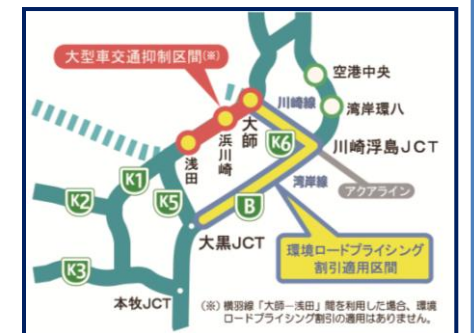 大型車交通抑制区間(※)
空港中央
川崎線
湾岸環八
大師
浜川崎
浅田
K6
川崎浮島JCT
K1
K5
湾岸線
アクアライン
K2
B
大黒JCT
環境ロードプライシング
割引適用区間
K3
本牧JCT
(※) 横羽線「大師ー浅田」間を利用した場合、環境
ロードプライシング割引の適用はありません。